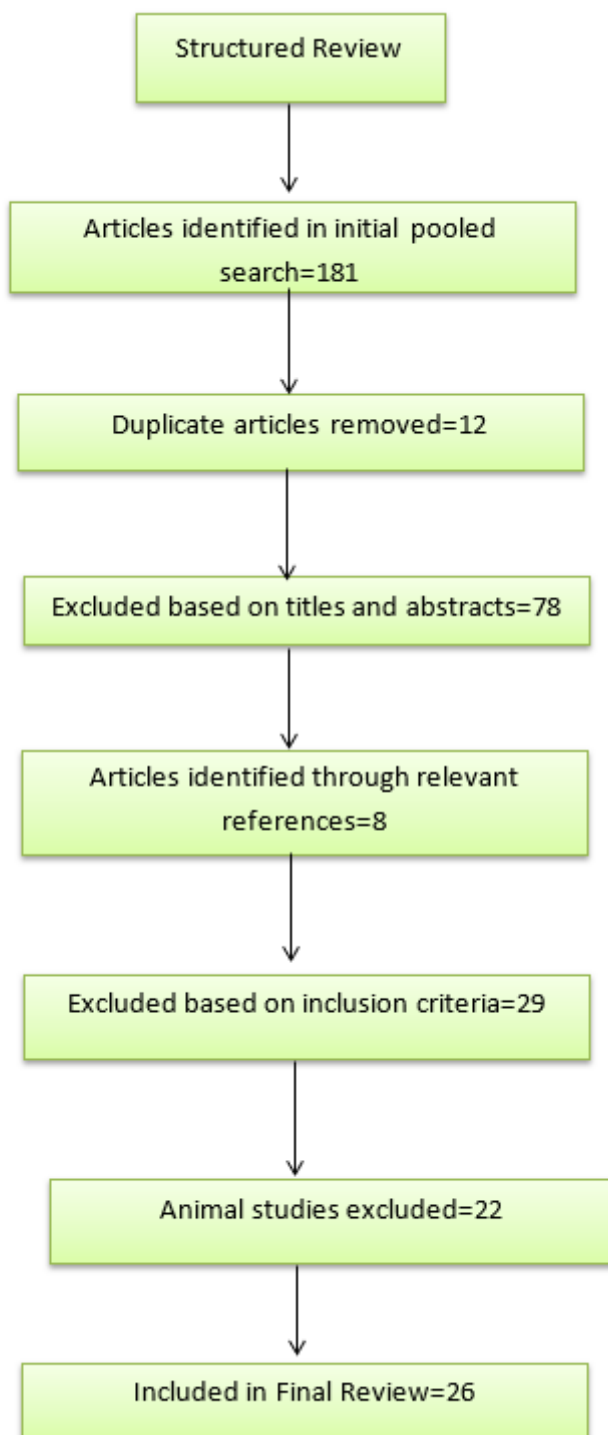 Structured Review
Articles identified in initial pooled
search=181
Duplicate articles removed=12
Excluded based on titles and abstracts=78
Articles identified through relevant
references=8
Excluded based on inclusion criteria=29
Animal studies excluded=22
Included in Final Review=26